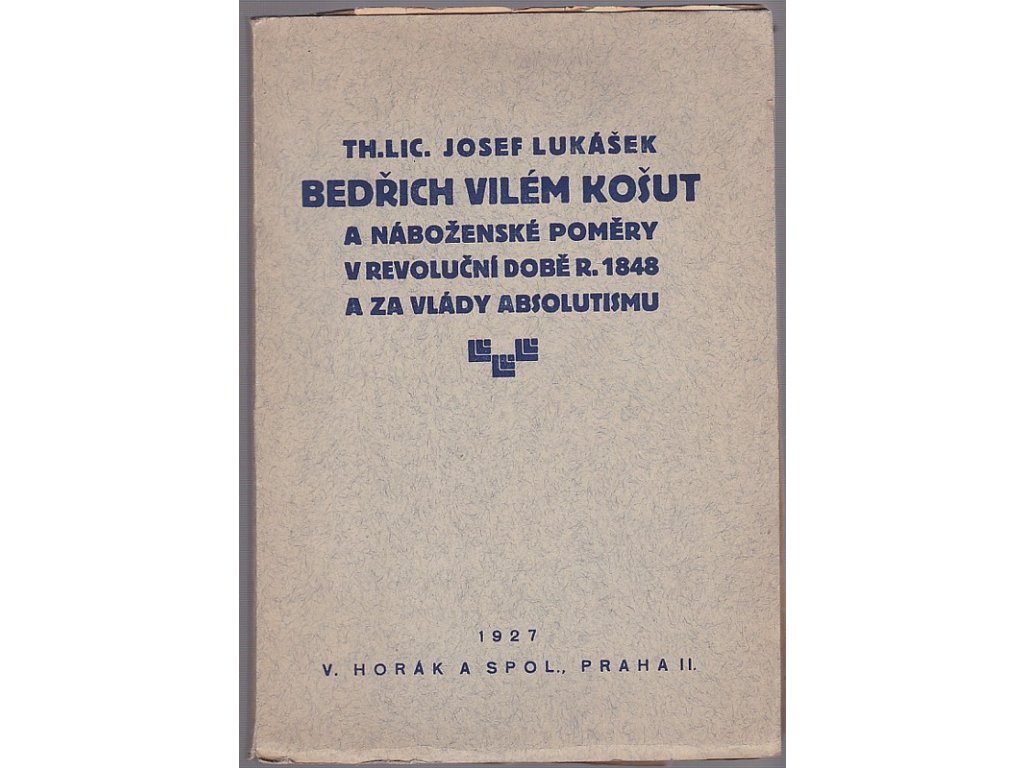 TH.LIC. JOSEF LUKÁŠEK
BEDŘICH VILÉM KOŠUT
A NÁBOŽENSKÉ POMĚRY
V REVOLUČNÍ DOBĚ R. 1848
A ZA VLÁDY ABSOLUTISMU
1927
V. HORÁK A SPOL., PRAHA II.